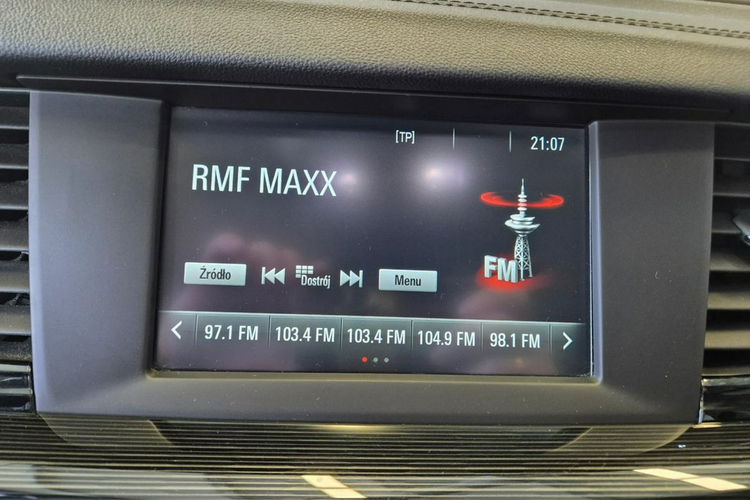 [TP] 21:07
RMF MAXX
FM
Źródło Dostrój Menu
97.1 FM 103.4 FM 103.4 FM 104.9 FM 98.1 FM